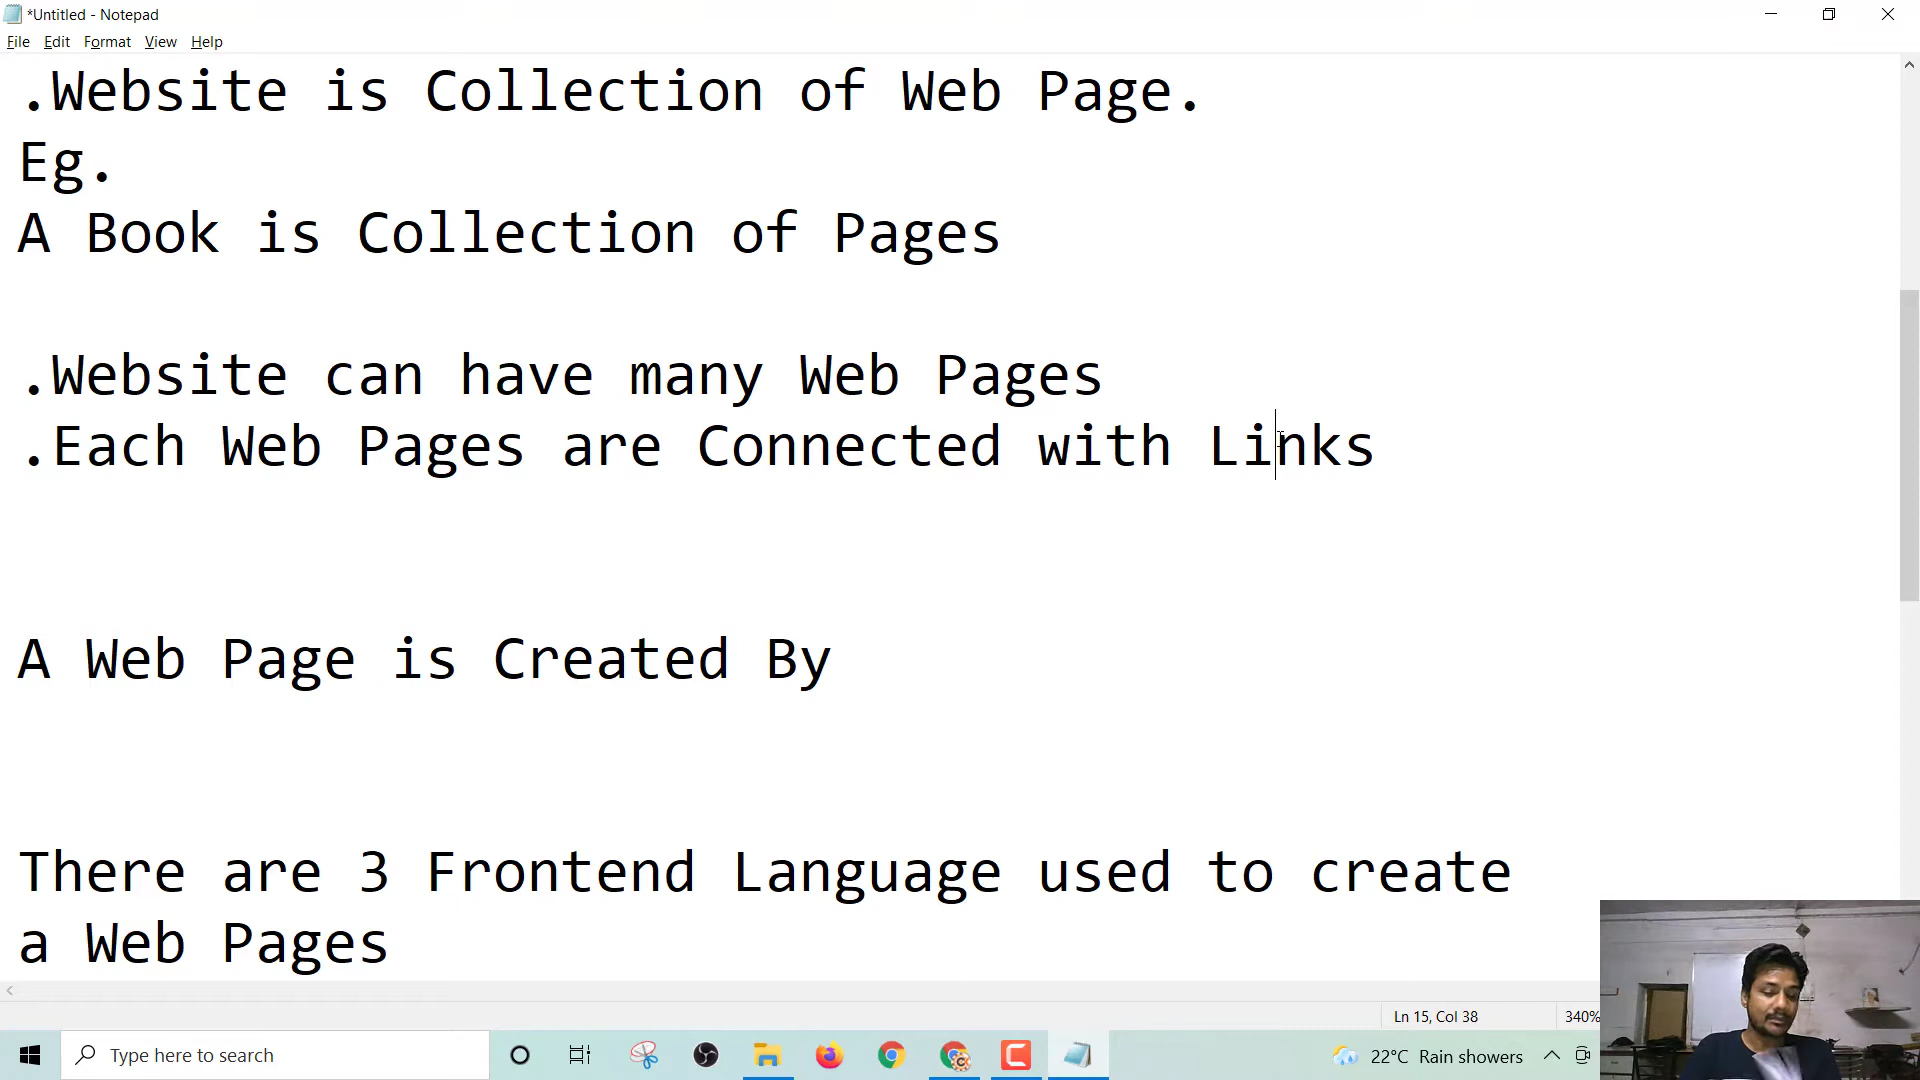 *Untitled - Notepad
File Edit Format View Help
.Website is Collection of Web Page.
Eg.
A Book is Collection of Pages
.Website can have many Web Pages
.Each Web Pages are Connected with Links
A Web Page is Created By
There are 3 Frontend Language used to create
a Web Pages
Ln 15, Col 38 340%
Type here to search 22°C Rain showers